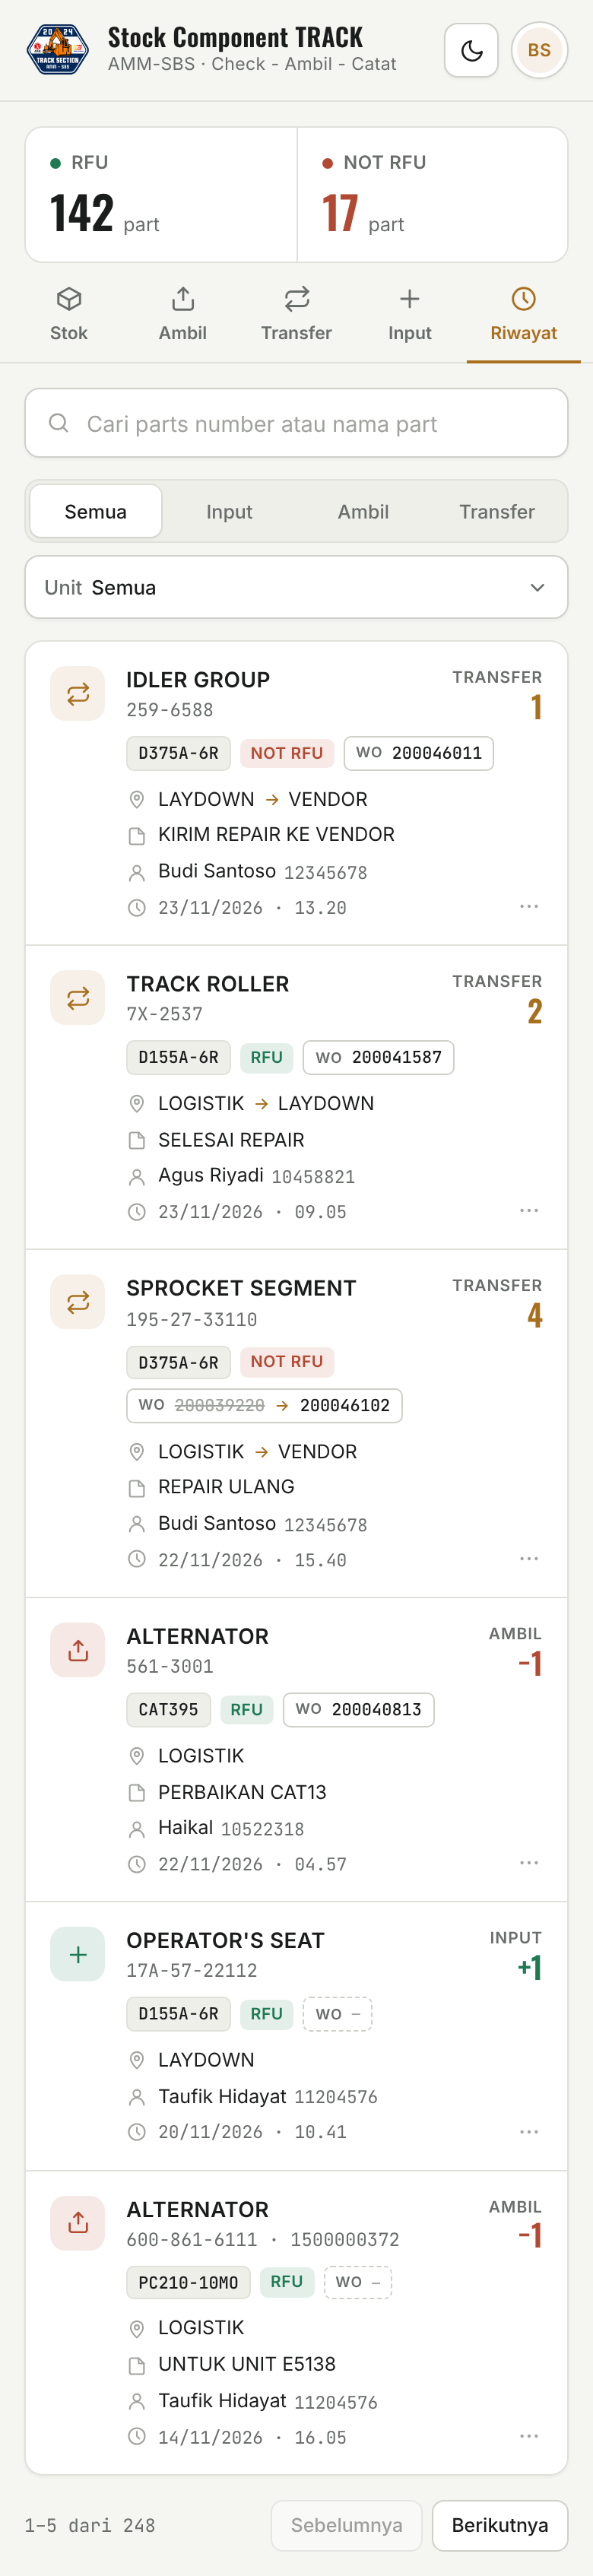 2024
TRACK SECTION
AMM - SBS
Stock Component TRACK
AMM-SBS · Check - Ambil - Catat
BS
RFU
142 part
NOT RFU
17 part
Stok
Ambil
Transfer
Input
Riwayat
Cari parts number atau nama part
Semua
Input
Ambil
Transfer
Unit Semua
IDLER GROUP
TRANSFER
259-6588
1
D375A-6R NOT RFU WO 200046011
LAYDOWN → VENDOR
KIRIM REPAIR KE VENDOR
Budi Santoso 12345678
23/11/2026 · 13.20
TRACK ROLLER
TRANSFER
7X-2537
2
D155A-6R RFU WO 200041587
LOGISTIK → LAYDOWN
SELESAI REPAIR
Agus Riyadi 10458821
23/11/2026 · 09.05
SPROCKET SEGMENT
TRANSFER
195-27-33110
4
D375A-6R NOT RFU
WO 200039220 → 200046102
LOGISTIK → VENDOR
REPAIR ULANG
Budi Santoso 12345678
22/11/2026 · 15.40
ALTERNATOR
AMBIL
561-3001
-1
CAT395 RFU WO 200040813
LOGISTIK
PERBAIKAN CAT13
Haikal 10522318
22/11/2026 · 04.57
OPERATOR'S SEAT
INPUT
17A-57-22112
+1
D155A-6R RFU WO –
LAYDOWN
Taufik Hidayat 11204576
20/11/2026 · 10.41
ALTERNATOR
AMBIL
600-861-6111 · 1500000372
-1
PC210-10MO RFU WO –
LOGISTIK
UNTUK UNIT E5138
Taufik Hidayat 11204576
14/11/2026 · 16.05
1–5 dari 248
Sebelumnya
Berikutnya